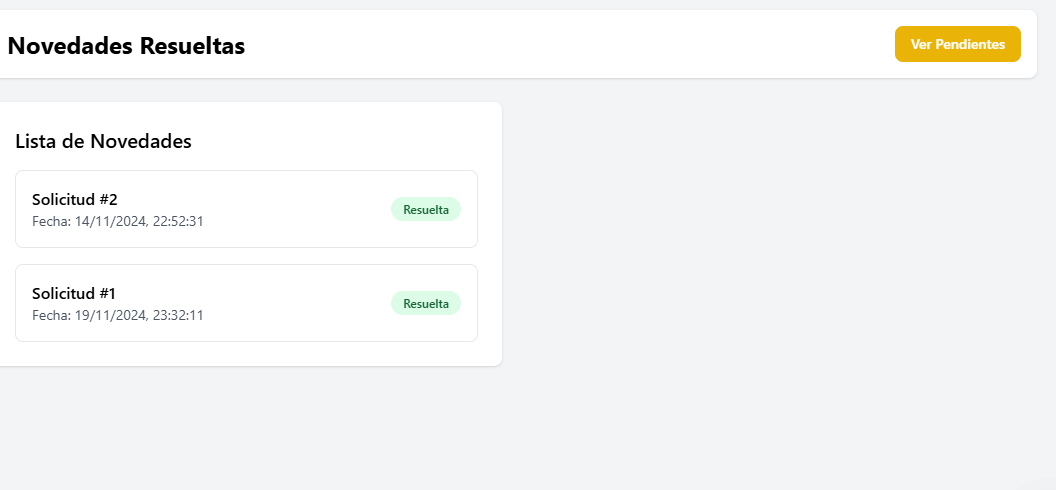 Novedades Resueltas
Ver Pendientes
Lista de Novedades
Solicitud #2
Fecha: 14/11/2024, 22:52:31
Resuelta
Solicitud #1
Fecha: 19/11/2024, 23:32:11
Resuelta